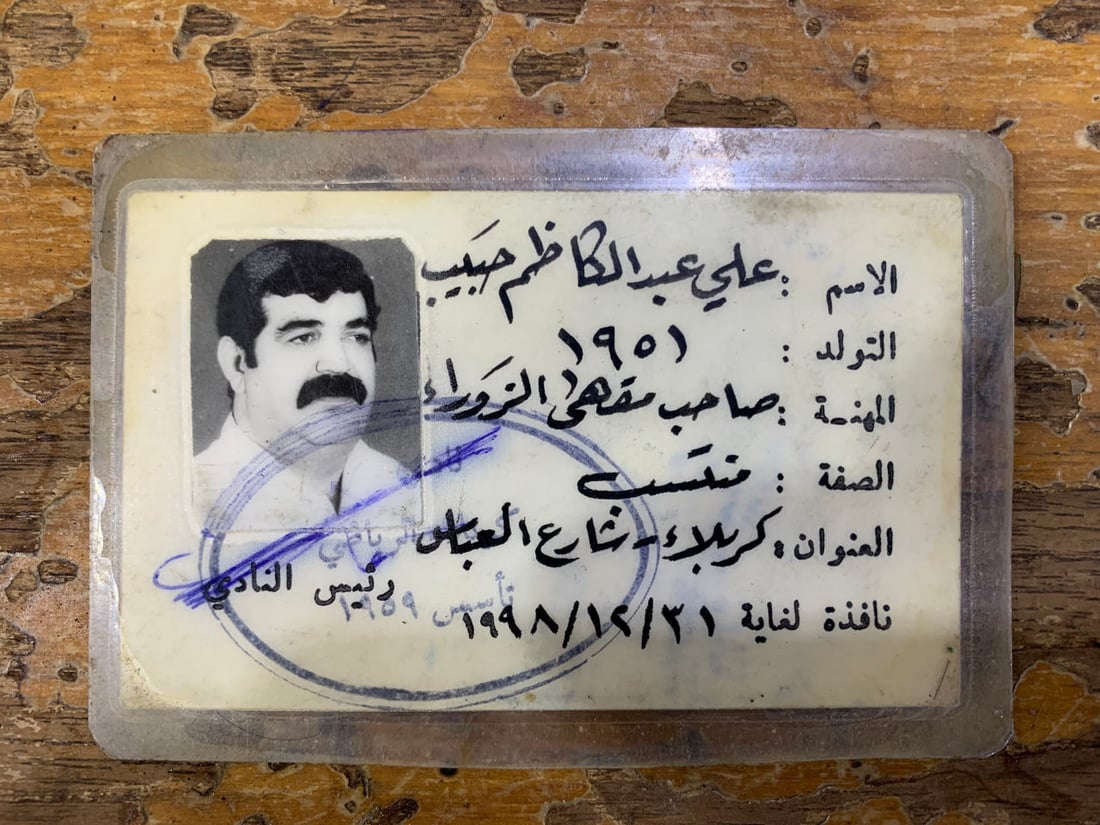 الاسم : علي عبد الكاظم حبيب
التولد : ١٩٥١
المهنة : صاحب مقهى الزوراء
الصفة : منتسب
العنوان : كربلاء - شارع العباس
نافذة لغاية ١٩٩٨/١٢/٣١
رئيس النادي
الرياضي
تأسس ١٩٥٩